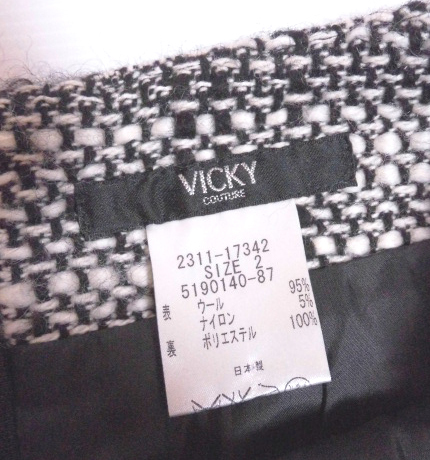 VICKY
COUTURE
2311-17342
SIZE 2
5190140-87
表 ウール 95%
ナイロン 5%
裏 ポリエステル 100%
日本製